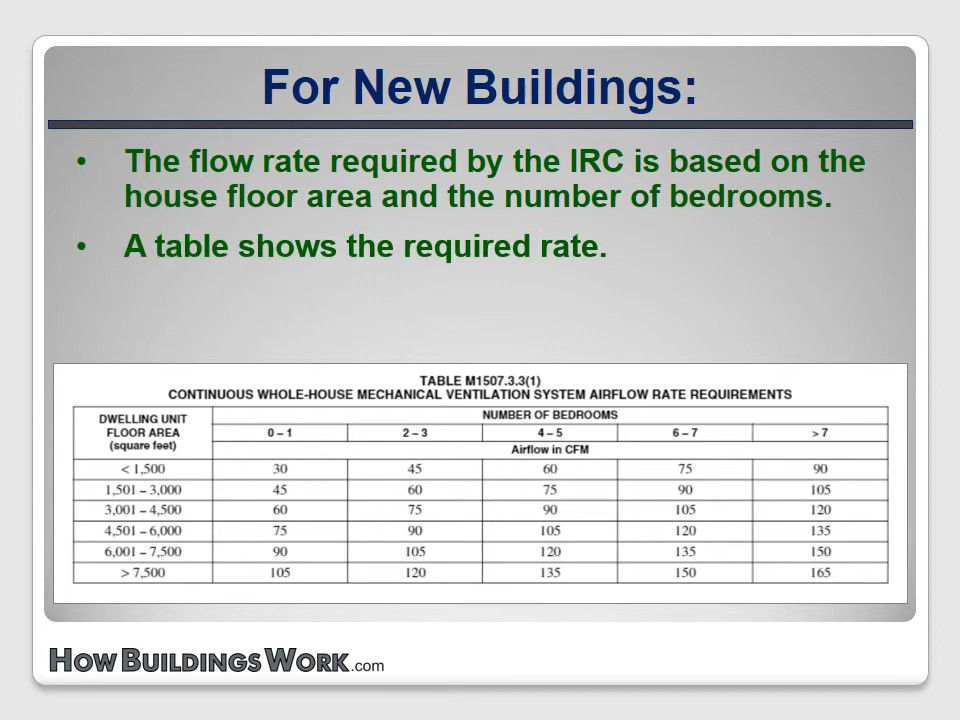 For New Buildings:
• The flow rate required by the IRC is based on the
house floor area and the number of bedrooms.
• A table shows the required rate.
TABLE M1507.3.3(1)
CONTINUOUS WHOLE-HOUSE MECHANICAL VENTILATION SYSTEM AIRFLOW RATE REQUIREMENTS
DWELLING UNIT
FLOOR AREA
(square feet)
NUMBER OF BEDROOMS
0 – 1 2 – 3 4 – 5 6 – 7 > 7
Airflow in CFM
< 1,500 30 45 60 75 90
1,501 – 3,000 45 60 75 90 105
3,001 – 4,500 60 75 90 105 120
4,501 – 6,000 75 90 105 120 135
6,001 – 7,500 90 105 120 135 150
> 7,500 105 120 135 150 165
HOWBUILDINGSWORK.com